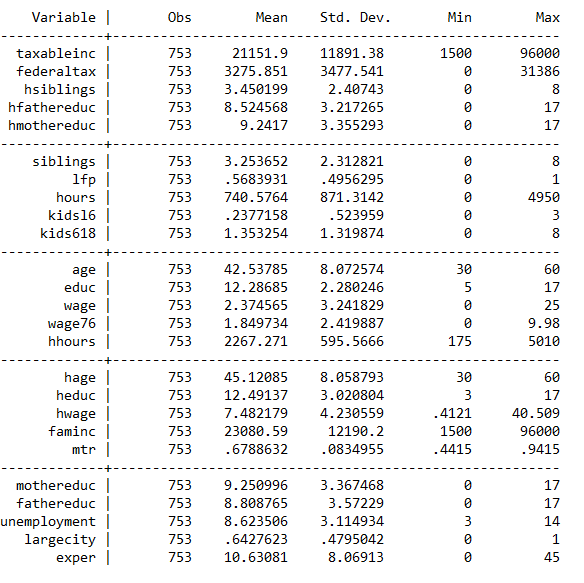 Variable | Obs Mean Std. Dev. Min Max
-------------+---------------------------------------------------------
taxableinc | 753 21151.9 11891.38 1500 96000
federaltax | 753 3275.851 3477.541 0 31386
hsiblings | 753 3.450199 2.40743 0 8
hfathereduc | 753 8.524568 3.217265 0 17
hmothereduc | 753 9.2417 3.355293 0 17
-------------+---------------------------------------------------------
siblings | 753 3.253652 2.312821 0 8
lfp | 753 .5683931 .4956295 0 1
hours | 753 740.5764 871.3142 0 4950
kidsl6 | 753 .2377158 .523959 0 3
kids618 | 753 1.353254 1.319874 0 8
-------------+---------------------------------------------------------
age | 753 42.53785 8.072574 30 60
educ | 753 12.28685 2.280246 5 17
wage | 753 2.374565 3.241829 0 25
wage76 | 753 1.849734 2.419887 0 9.98
hhours | 753 2267.271 595.5666 175 5010
-------------+---------------------------------------------------------
hage | 753 45.12085 8.058793 30 60
heduc | 753 12.49137 3.020804 3 17
hwage | 753 7.482179 4.230559 .4121 40.509
faminc | 753 23080.59 12190.2 1500 96000
mtr | 753 .6788632 .0834955 .4415 .9415
-------------+---------------------------------------------------------
mothereduc | 753 9.250996 3.367468 0 17
fathereduc | 753 8.808765 3.57229 0 17
unemployment | 753 8.623506 3.114934 3 14
largecity | 753 .6427623 .4795042 0 1
exper | 753 10.63081 8.06913 0 45